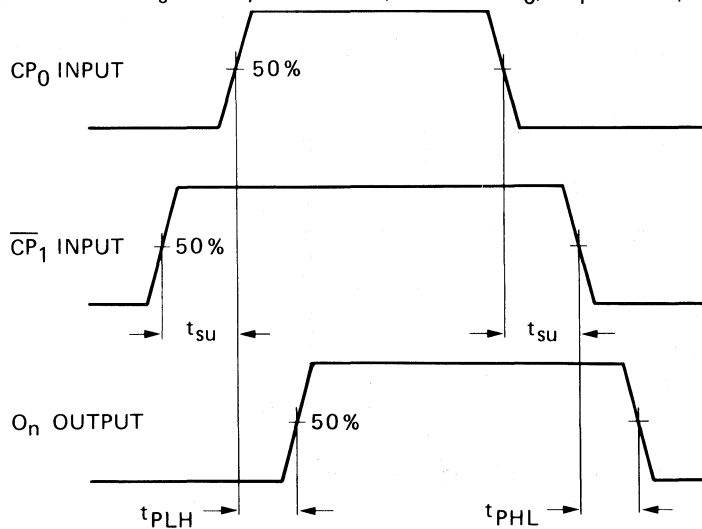 CP0 INPUT
50%
CP1 INPUT
50%
tsu
tsu
On OUTPUT
50%
tPLH
tPHL